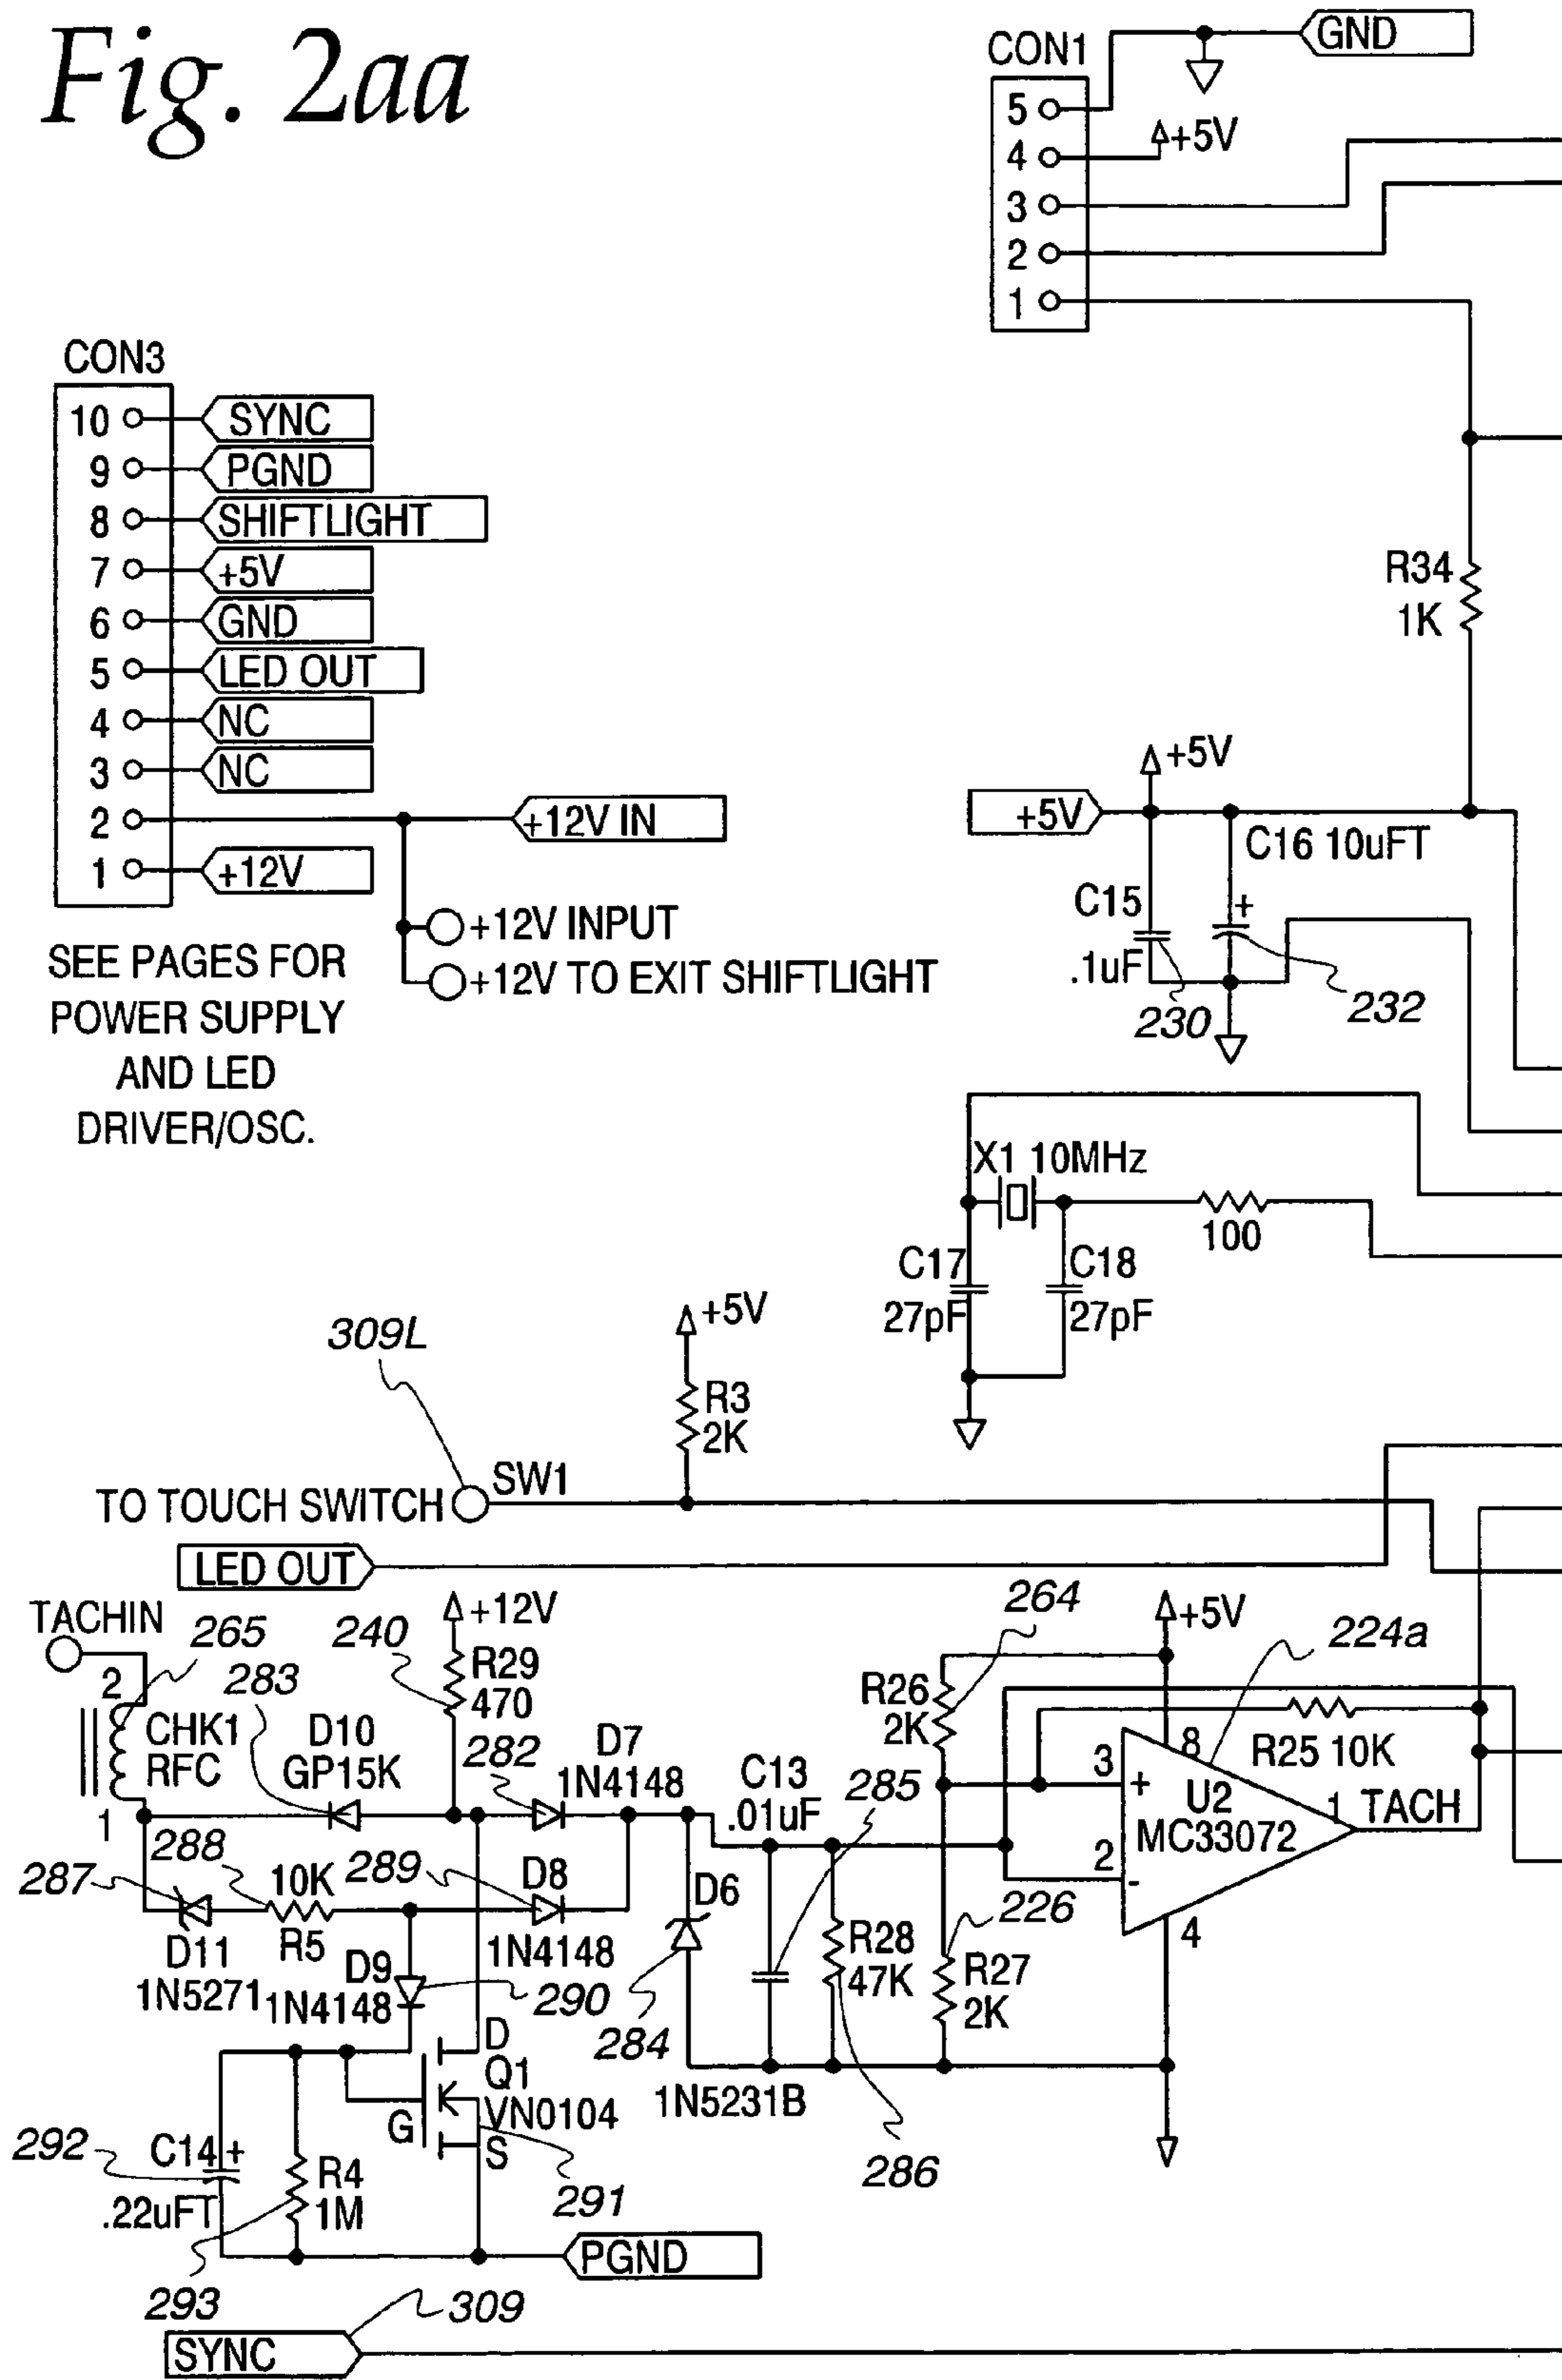 Fig. 2aa
CON1
GND
5
4
+5V
3
2
1
CON3
10 SYNC
9 PGND
8 SHIFTLIGHT
7 +5V
6 GND
5 LED OUT
4 NC
3 NC
2 +12V IN
1 +12V
+12V INPUT
+12V TO EXIT SHIFTLIGHT
SEE PAGES FOR
POWER SUPPLY
AND LED
DRIVER/OSC.
R34
1K
+5V
+5V
C16 10uFT
C15
+
.1uF
230
232
X1 10MHz
100
C17
27pF
C18
27pF
309L
+5V
R3
2K
TO TOUCH SWITCH
SW1
LED OUT
TACHIN
2
265
240
+12V
R29
470
264
+5V
224a
283
CHK1
RFC
D10
GP15K
282
D7
1N4148
C13
.01uF
285
R26
2K
3
+
8
R25 10K
U2
MC33072
1
TACH
2
-
4
1
288
287
10K
289
D8
D6
226
D11
R5
1N4148
R28
47K
R27
2K
1N5271
D9
1N4148
290
284
D
Q1
VN0104
1N5231B
G
S
292
C14
+
.22uFT
R4
1M
291
286
PGND
293
309
SYNC